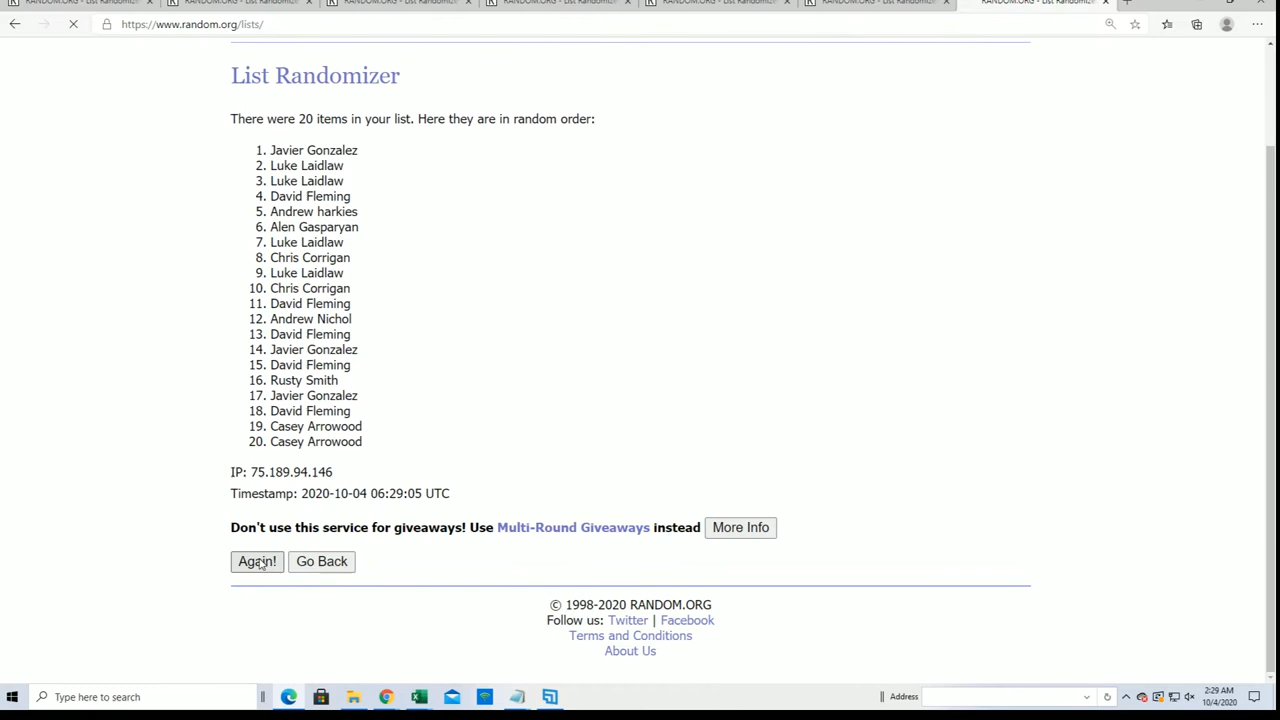 RANDOM.ORG - List Randomizer
https://www.random.org/lists/
List Randomizer
There were 20 items in your list. Here they are in random order:
1. Javier Gonzalez
2. Luke Laidlaw
3. Luke Laidlaw
4. David Fleming
5. Andrew harkies
6. Alen Gasparyan
7. Luke Laidlaw
8. Chris Corrigan
9. Luke Laidlaw
10. Chris Corrigan
11. David Fleming
12. Andrew Nichol
13. David Fleming
14. Javier Gonzalez
15. David Fleming
16. Rusty Smith
17. Javier Gonzalez
18. David Fleming
19. Casey Arrowood
20. Casey Arrowood
IP: 75.189.94.146
Timestamp: 2020-10-04 06:29:05 UTC
Don't use this service for giveaways! Use Multi-Round Giveaways instead More Info
Again! Go Back
© 1998-2020 RANDOM.ORG
Follow us: Twitter | Facebook
Terms and Conditions
About Us
Type here to search
Address
2:29 AM
10/4/2020